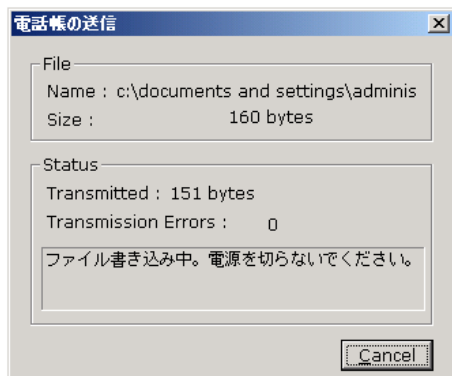 電話帳の送信
File
Name : c:\documents and settings\adminis
Size : 160 bytes
Status
Transmitted : 151 bytes
Transmission Errors : 0
ファイル書き込み中。電源を切らないでください。
Cancel